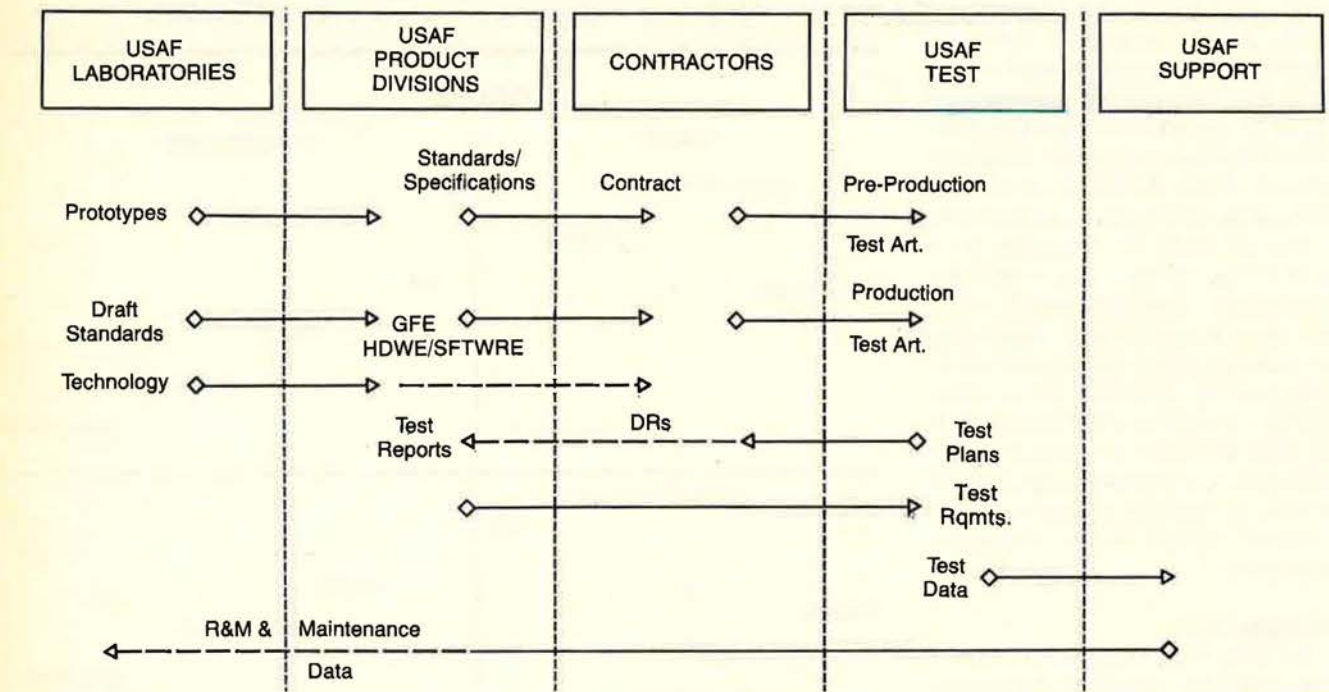 USAF
LABORATORIES
USAF
PRODUCT
DIVISIONS
CONTRACTORS
USAF
TEST
USAF
SUPPORT
Prototypes
Standards/
Specifications
Contract
Pre-Production
Test Art.
Draft
Standards
GFE
HDWE/SFTWRE
Production
Test Art.
Technology
Test
Reports
DRs
Test
Plans
Test
Rqmts.
Test
Data
R&M & Maintenance
Data